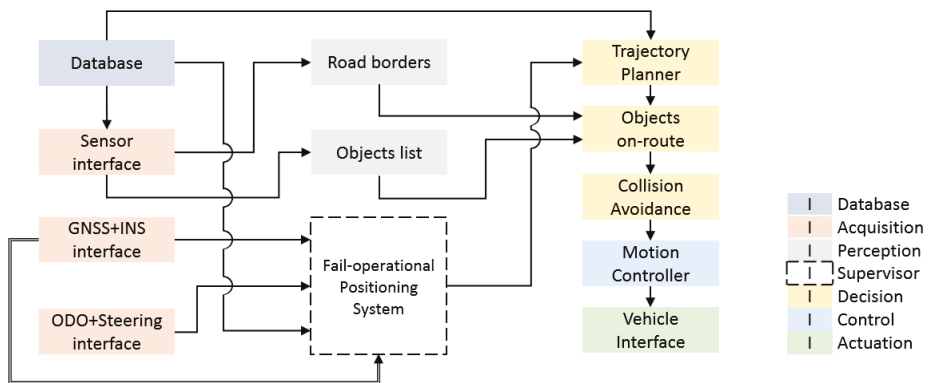 Database
Road borders
Trajectory
Planner
Sensor
interface
Objects list
Objects
on-route
Collision
Avoidance
GNSS+INS
interface
Fail-operational
Positioning
System
Motion
Controller
ODO+Steering
interface
Vehicle
Interface
I Database
I Acquisition
I Perception
I Supervisor
I Decision
I Control
I Actuation